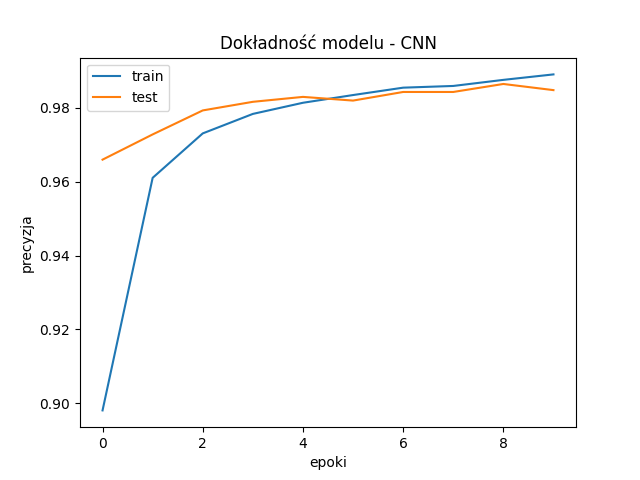 Dokładność modelu - CNN
train
test
0.98
0.96
0.94
0.92
0.90
precyzja
0 2 4 6 8
epoki